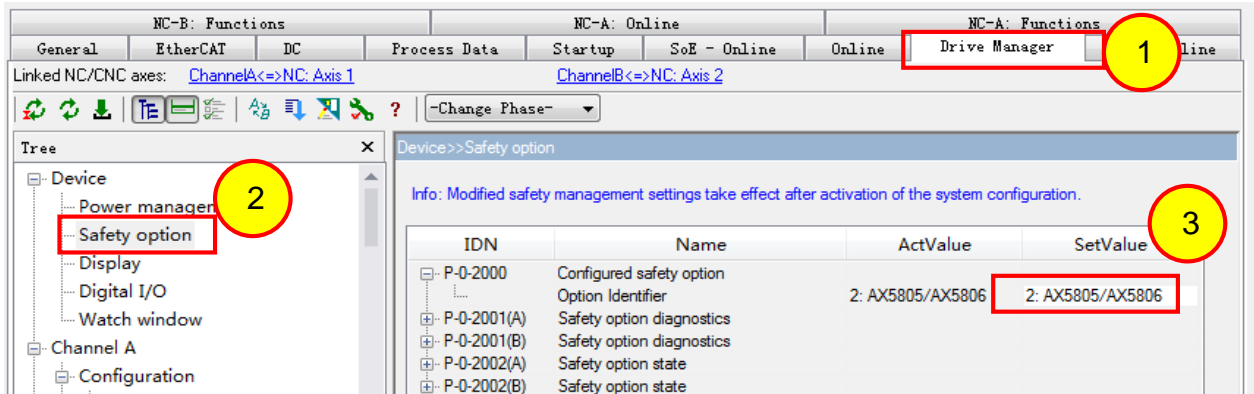 NC-B: Functions NC-A: Online NC-A: Functions
General EtherCAT DC Process Data Startup SoE - Online Online Drive Manager 1 line
Linked NC/CNC axes: ChannelA<=>NC: Axis 1 ChannelB<=>NC: Axis 2
TE ? -Change Phase-
Tree × Device>>Safety option
Device
Power managem 2
Info: Modified safety management settings take effect after activation of the system configuration.
Safety option
3
IDN Name ActValue SetValue
Display
P-0-2000 Configured safety option
Digital I/O
Option Identifier 2: AX5805/AX5806 2: AX5805/AX5806
Watch window
P-0-2001(A) Safety option diagnostics
Channel A
P-0-2001(B) Safety option diagnostics
P-0-2002(A) Safety option state
Configuration
P-0-2002(B) Safety option state